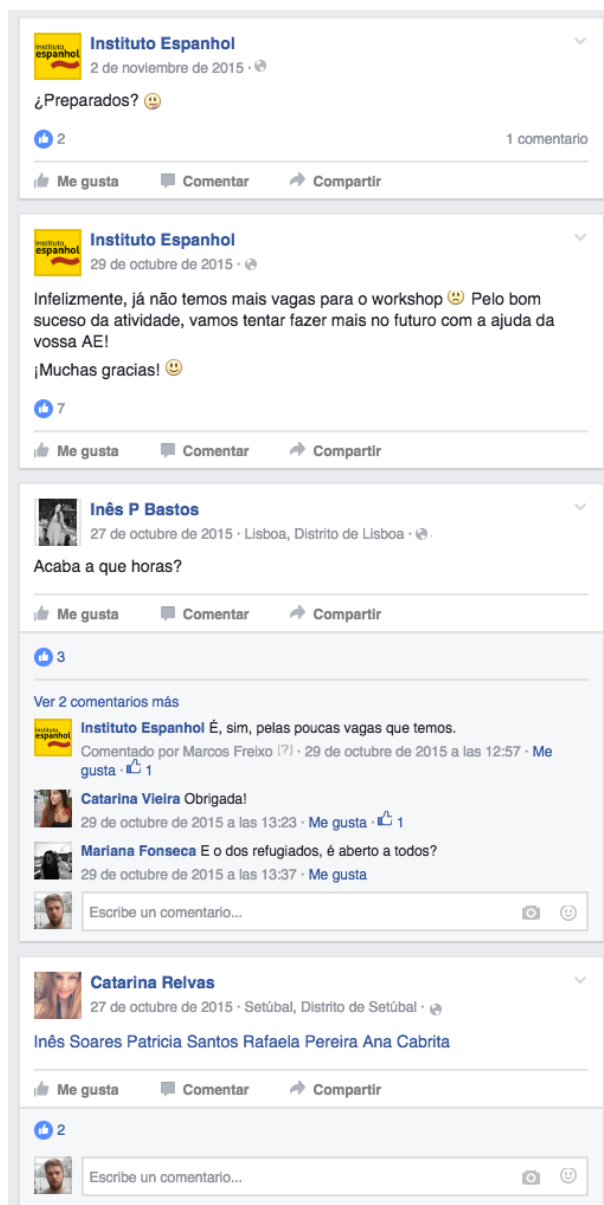 instituto
espanhol
Instituto Espanhol
2 de noviembre de 2015 ·
¿Preparados?
2
1 comentario
Me gusta Comentar Compartir
instituto
espanhol
Instituto Espanhol
29 de octubre de 2015 ·
Infelizmente, já não temos mais vagas para o workshop Pelo bom
suceso da atividade, vamos tentar fazer mais no futuro com a ajuda da
vossa AE!
¡Muchas gracias!
7
Me gusta Comentar Compartir
Inês P Bastos
27 de octubre de 2015 · Lisboa, Distrito de Lisboa ·
Acaba a que horas?
Me gusta Comentar Compartir
3
Ver 2 comentarios más
instituto
espanhol
Instituto Espanhol É, sim, pelas poucas vagas que temos.
Comentado por Marcos Freixo [?] · 29 de octubre de 2015 a las 12:57 · Me
gusta · 1
Catarina Vieira Obrigada!
29 de octubre de 2015 a las 13:23 · Me gusta · 1
Mariana Fonseca E o dos refugiados, é aberto a todos?
29 de octubre de 2015 a las 13:37 · Me gusta
Escribe un comentario...
Catarina Relvas
27 de octubre de 2015 · Setúbal, Distrito de Setúbal ·
Inês Soares Patricia Santos Rafaela Pereira Ana Cabrita
Me gusta Comentar Compartir
2
Escribe un comentario...